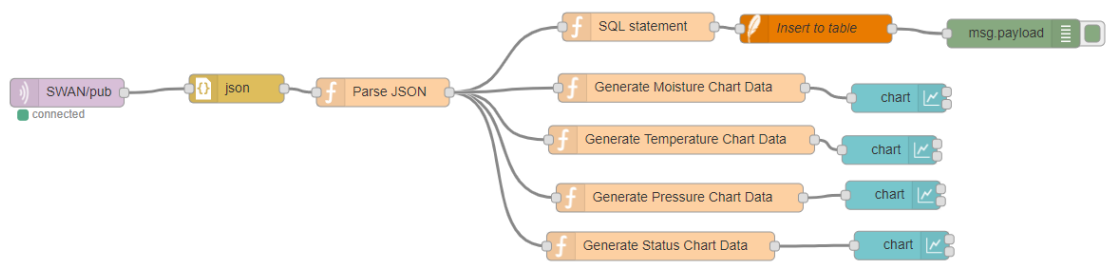 SQL statement
Insert to table
msg.payload
SWAN/pub
connected
json
Parse JSON
Generate Moisture Chart Data
chart
Generate Temperature Chart Data
chart
Generate Pressure Chart Data
chart
Generate Status Chart Data
chart